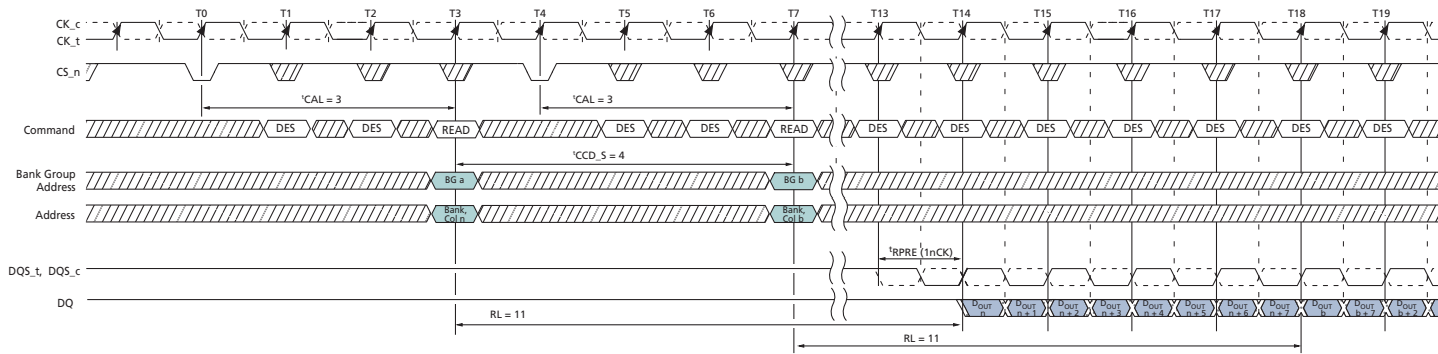 T0 T1 T2 T3 T4 T5 T6 T7 T13 T14 T15 T16 T17 T18 T19
CK_c
CK_t
CS_n
tCAL = 3 tCAL = 3
Command DES DES READ DES DES READ DES DES DES DES DES DES DES
tCCD_S = 4
Bank Group
Address BG a BG b
Address Bank, Col n Bank, Col b
tRPRE (1nCK)
DQS_t, DQS_c
DQ DOUT n DOUT n + 1 DOUT n + 2 DOUT n + 3 DOUT n + 4 DOUT n + 5 DOUT n + 6 DOUT n + 7 DOUT b DOUT b + 7 DOUT b + 2
RL = 11
RL = 11